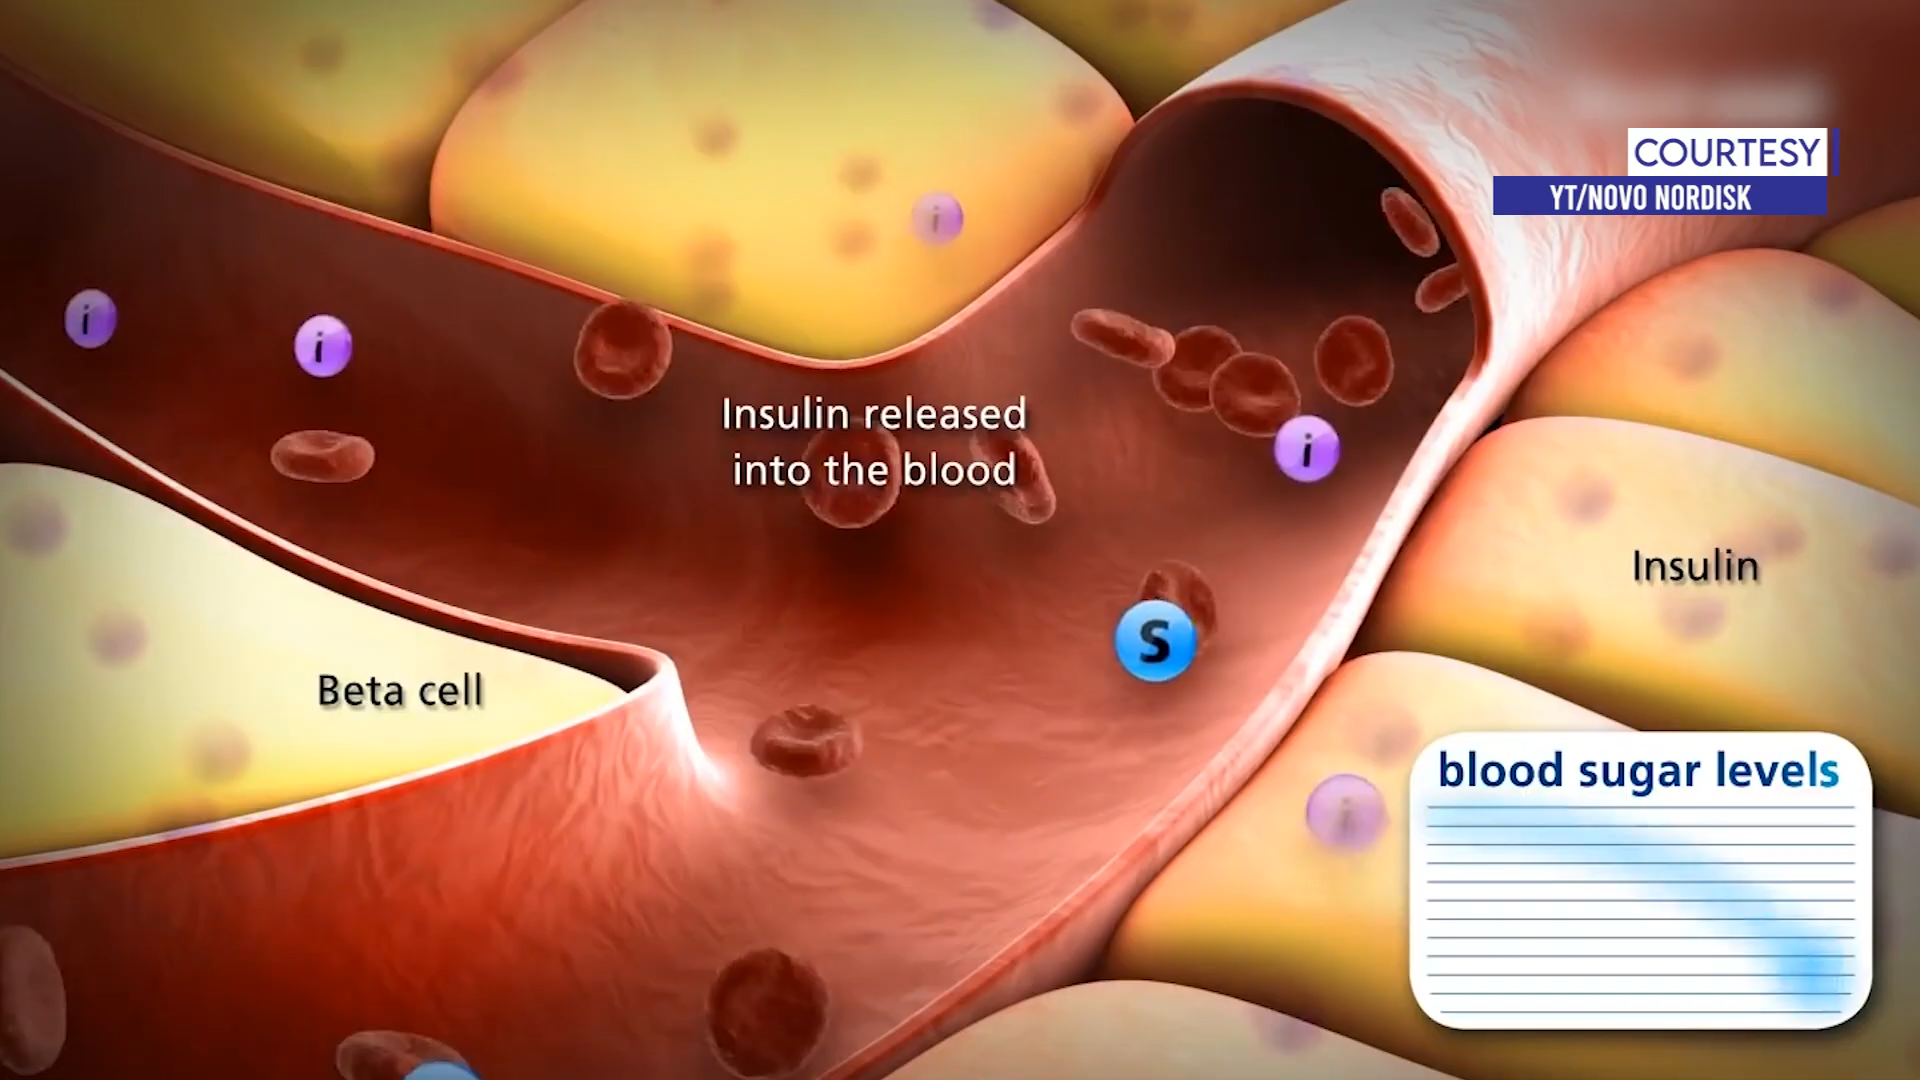 COURTESY
YT/NOVO NORDISK
i
i
i
i
Insulin released
into the blood
Insulin
S
Beta cell
i
blood sugar levels